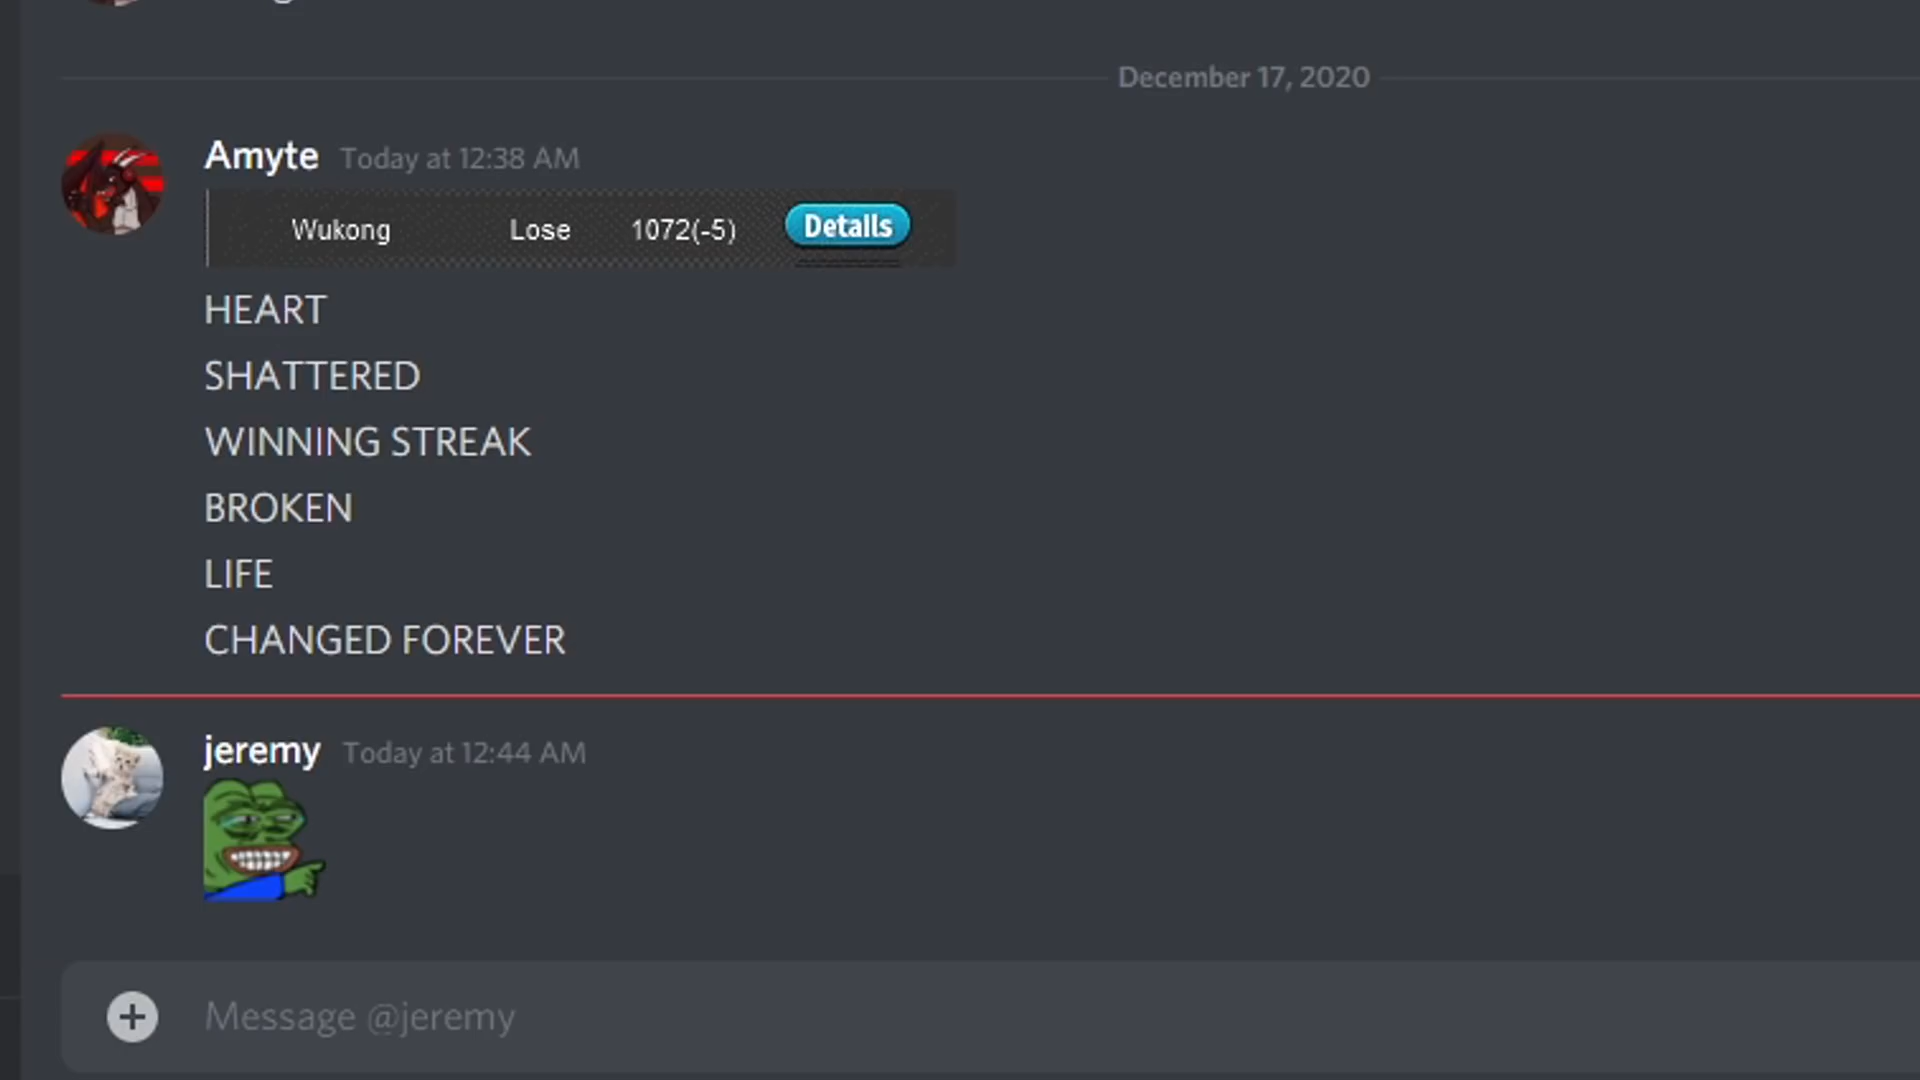 December 17, 2020
Amyte Today at 12:38 AM
Wukong Lose 1072(-5) Details
HEART
SHATTERED
WINNING STREAK
BROKEN
LIFE
CHANGED FOREVER
jeremy Today at 12:44 AM
Message @jeremy